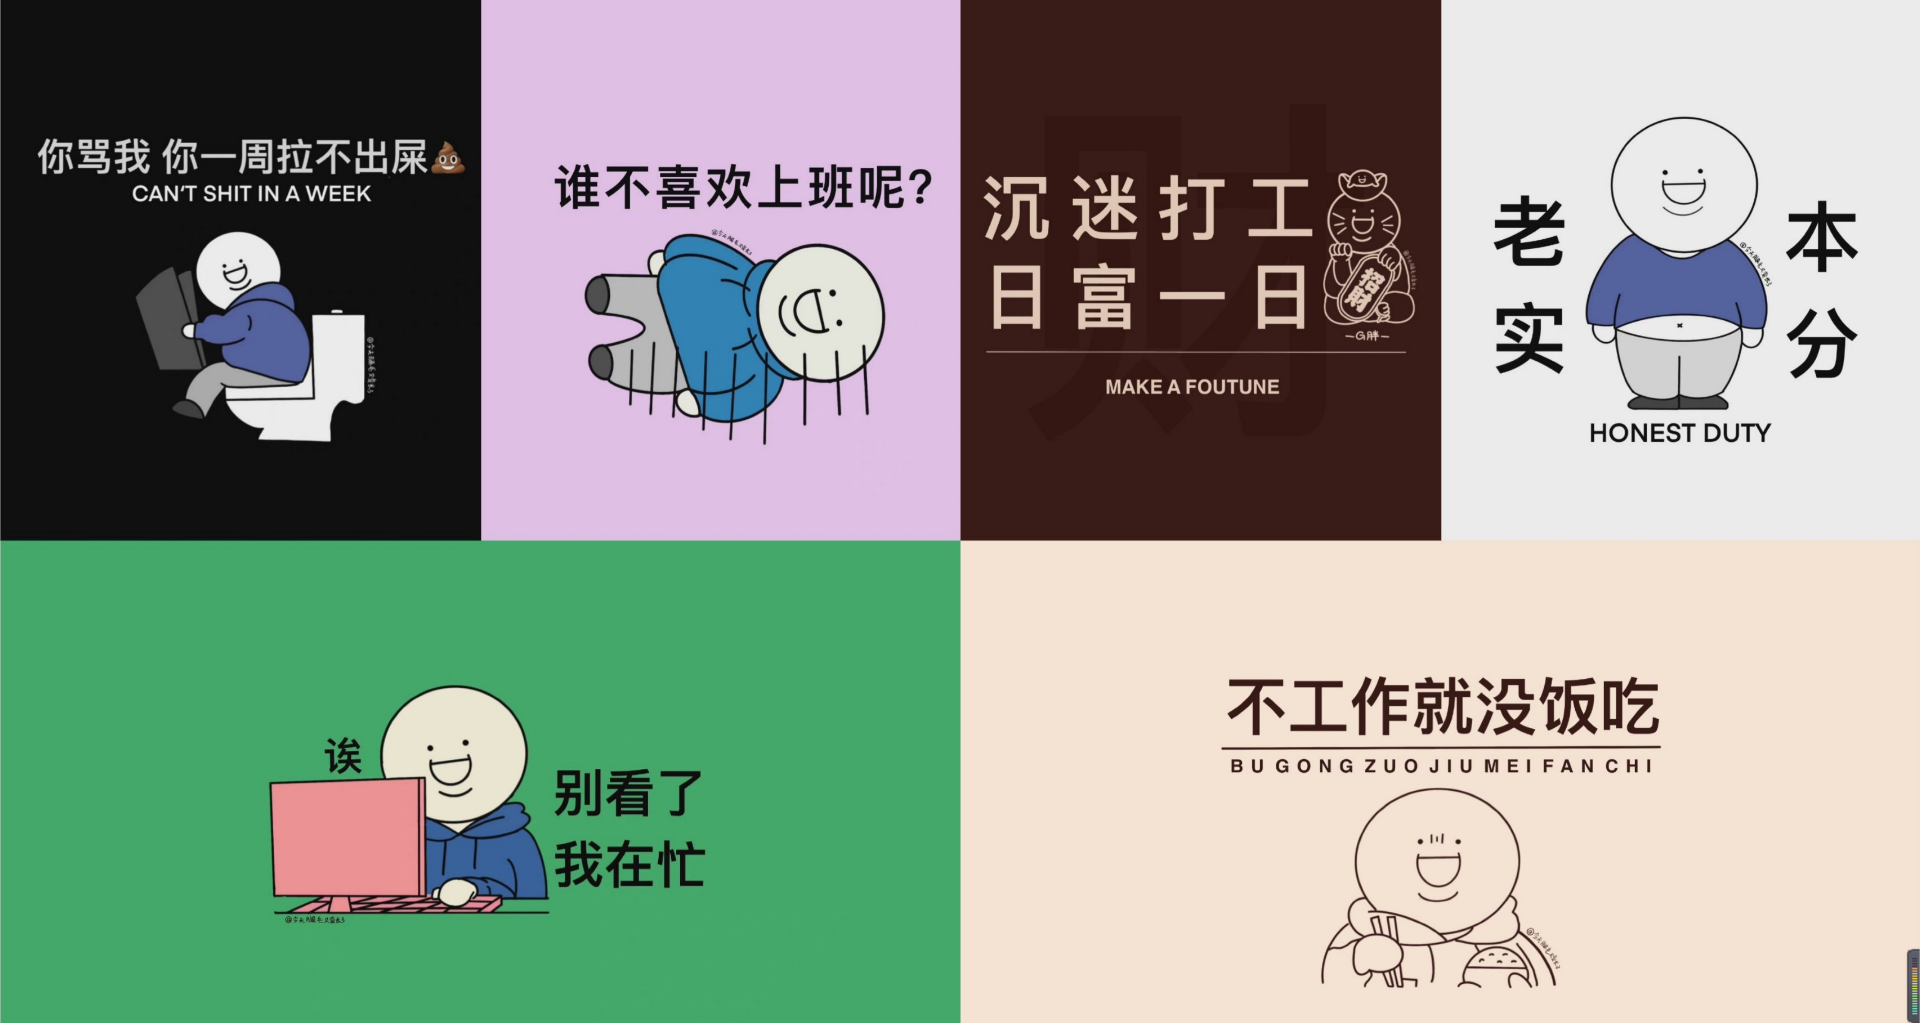 你骂我 你一周拉不出屎💩
CAN'T SHIT IN A WEEK
谁不喜欢上班呢?
财
沉迷打工
日富一日
招財
一G胖一
MAKE A FOUTUNE
老实
本分
HONEST DUTY
诶
别看了
我在忙
不工作就没饭吃
BU GONG ZUO JIU MEI FAN CHI